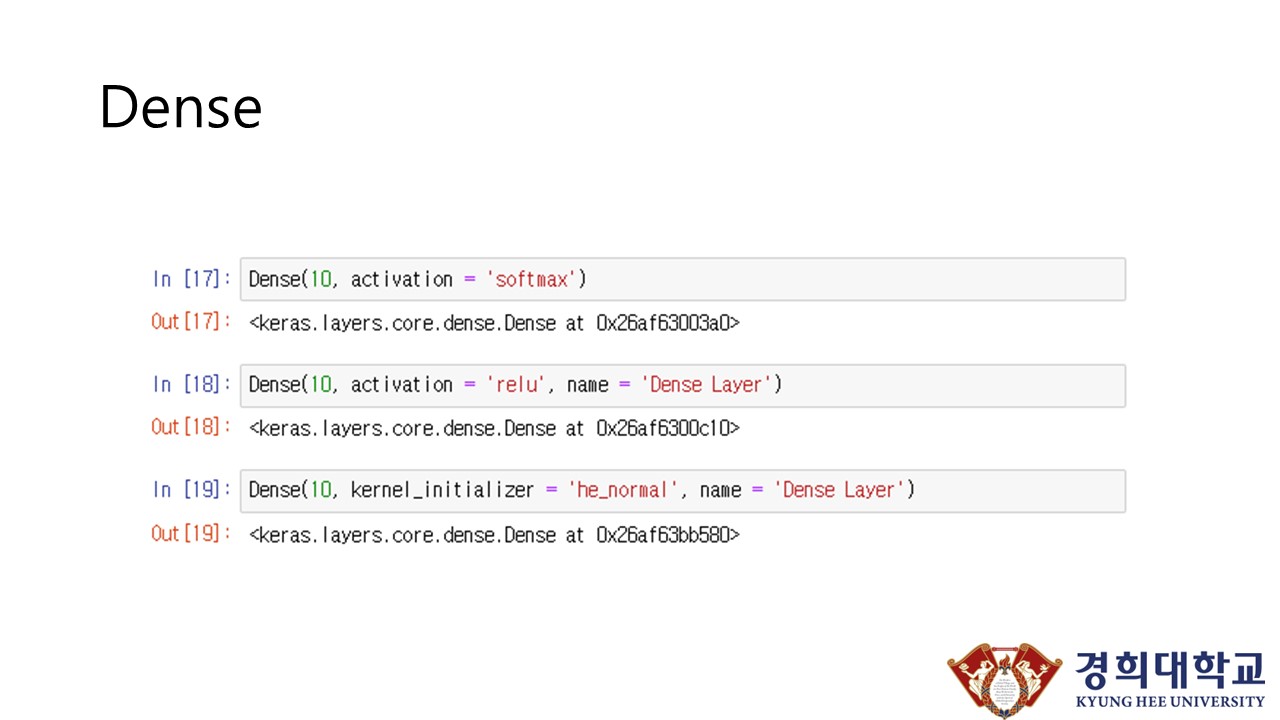 Dense
In [17]: Dense(10, activation = 'softmax')
Out[17]: <keras.layers.core.dense.Dense at 0x26af63003a0>
In [18]: Dense(10, activation = 'relu', name = 'Dense Layer')
Out[18]: <keras.layers.core.dense.Dense at 0x26af6300c10>
In [19]: Dense(10, kernel_initializer = 'he_normal', name = 'Dense Layer')
Out[19]: <keras.layers.core.dense.Dense at 0x26af63bb580>
경희대학교
KYUNG HEE UNIVERSITY